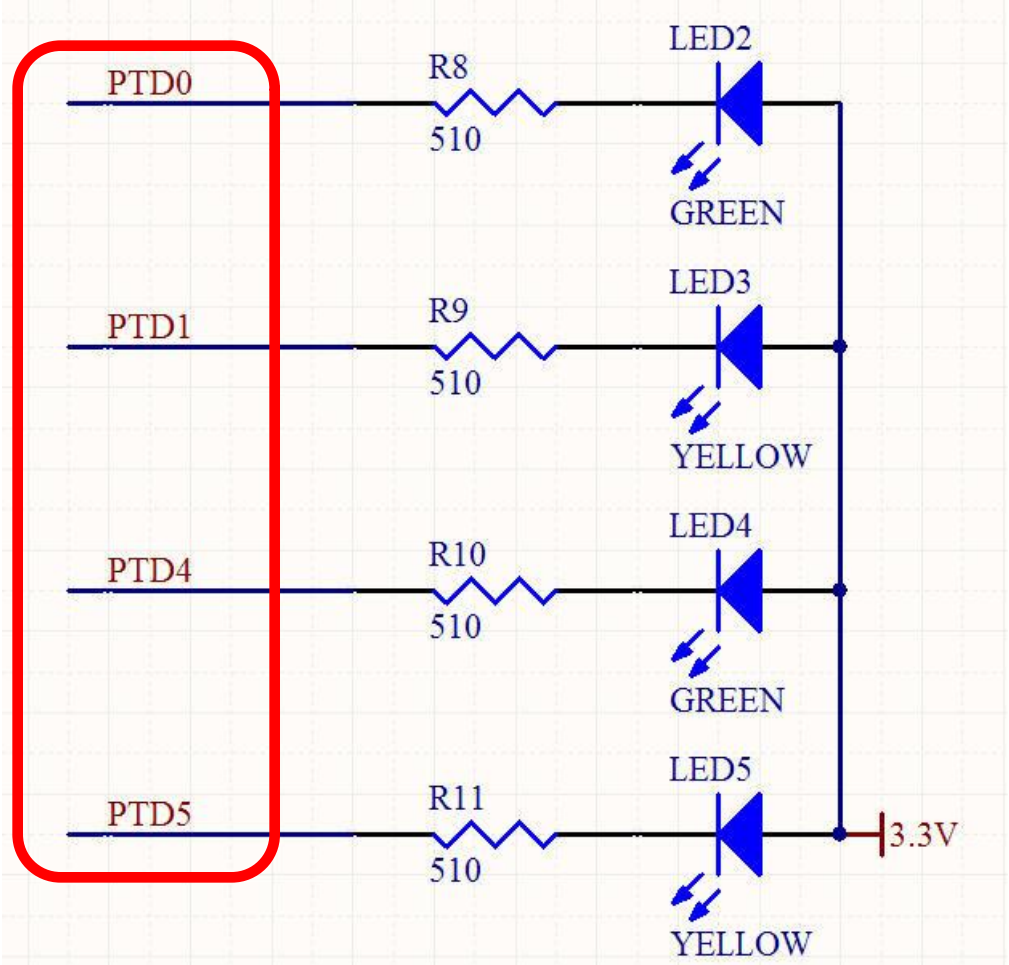 LED2
PTD0
R8
510
GREEN
LED3
PTD1
R9
510
YELLOW
LED4
PTD4
R10
510
GREEN
LED5
PTD5
R11
3.3V
510
YELLOW